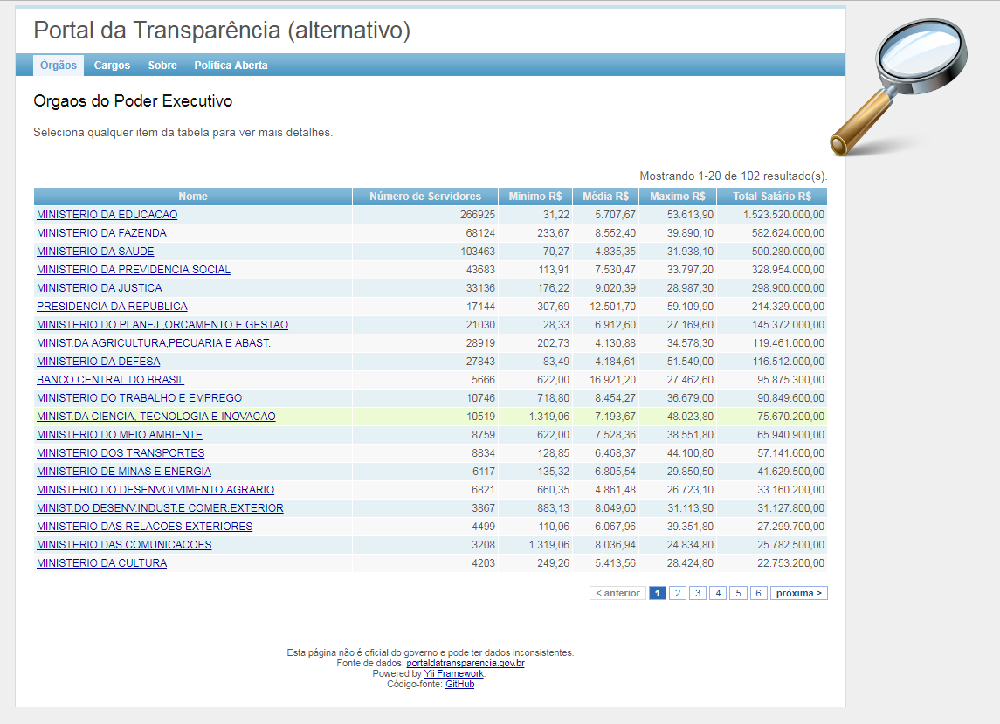 Portal da Transparência (alternativo)
Órgãos Cargos Sobre Politica Aberta
Orgaos do Poder Executivo
Seleciona qualquer item da tabela para ver mais detalhes.
Mostrando 1-20 de 102 resultado(s).
Nome Número de Servidores Minimo R$ Média R$ Maximo R$ Total Salário R$
MINISTERIO DA EDUCACAO 266925 31,22 5.707,67 53.613,90 1.523.520.000,00
MINISTERIO DA FAZENDA 68124 233,67 8.552,40 39.890,10 582.624.000,00
MINISTERIO DA SAUDE 103463 70,27 4.835,35 31.938,10 500.280.000,00
MINISTERIO DA PREVIDENCIA SOCIAL 43683 113,91 7.530,47 33.797,20 328.954.000,00
MINISTERIO DA JUSTICA 33136 176,22 9.020,39 28.987,30 298.900.000,00
PRESIDENCIA DA REPUBLICA 17144 307,69 12.501,70 59.109,90 214.329.000,00
MINISTERIO DO PLANEJ.,ORCAMENTO E GESTAO 21030 28,33 6.912,60 27.169,60 145.372.000,00
MINIST.DA AGRICULTURA,PECUARIA E ABAST. 28919 202,73 4.130,88 34.578,30 119.461.000,00
MINISTERIO DA DEFESA 27843 83,49 4.184,61 51.549,00 116.512.000,00
BANCO CENTRAL DO BRASIL 5666 622,00 16.921,20 27.462,60 95.875.300,00
MINISTERIO DO TRABALHO E EMPREGO 10746 718,80 8.454,27 36.679,00 90.849.600,00
MINIST.DA CIENCIA, TECNOLOGIA E INOVACAO 10519 1.319,06 7.193,67 48.023,80 75.670.200,00
MINISTERIO DO MEIO AMBIENTE 8759 622,00 7.528,36 38.551,80 65.940.900,00
MINISTERIO DOS TRANSPORTES 8834 128,85 6.468,37 44.100,80 57.141.600,00
MINISTERIO DE MINAS E ENERGIA 6117 135,32 6.805,54 29.850,50 41.629.500,00
MINISTERIO DO DESENVOLVIMENTO AGRARIO 6821 660,35 4.861,48 26.723,10 33.160.200,00
MINIST.DO DESENV.INDUST.E COMER.EXTERIOR 3867 883,13 8.049,60 31.113,90 31.127.800,00
MINISTERIO DAS RELACOES EXTERIORES 4499 110,06 6.067,96 39.351,80 27.299.700,00
MINISTERIO DAS COMUNICACOES 3208 1.319,06 8.036,94 24.834,80 25.782.500,00
MINISTERIO DA CULTURA 4203 249,26 5.413,56 28.424,80 22.753.200,00
< anterior 1 2 3 4 5 6 próxima >
Esta página não é oficial do governo e pode ter dados inconsistentes.
Fonte de dados: portaldatransparencia.gov.br
Powered by Yii Framework.
Código-fonte: GitHub